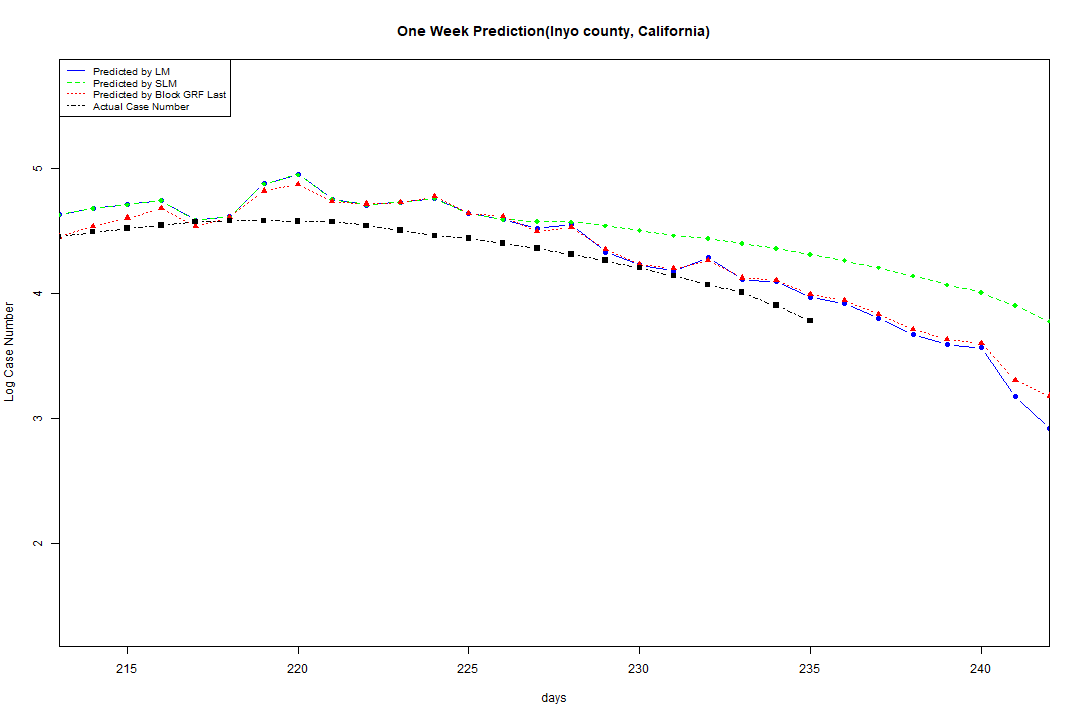 One Week Prediction(Inyo county, California)
Predicted by LM
Predicted by SLM
Predicted by Block GRF Last
Actual Case Number
5
4
3
2
Log Case Number
215 220 225 230 235 240
days